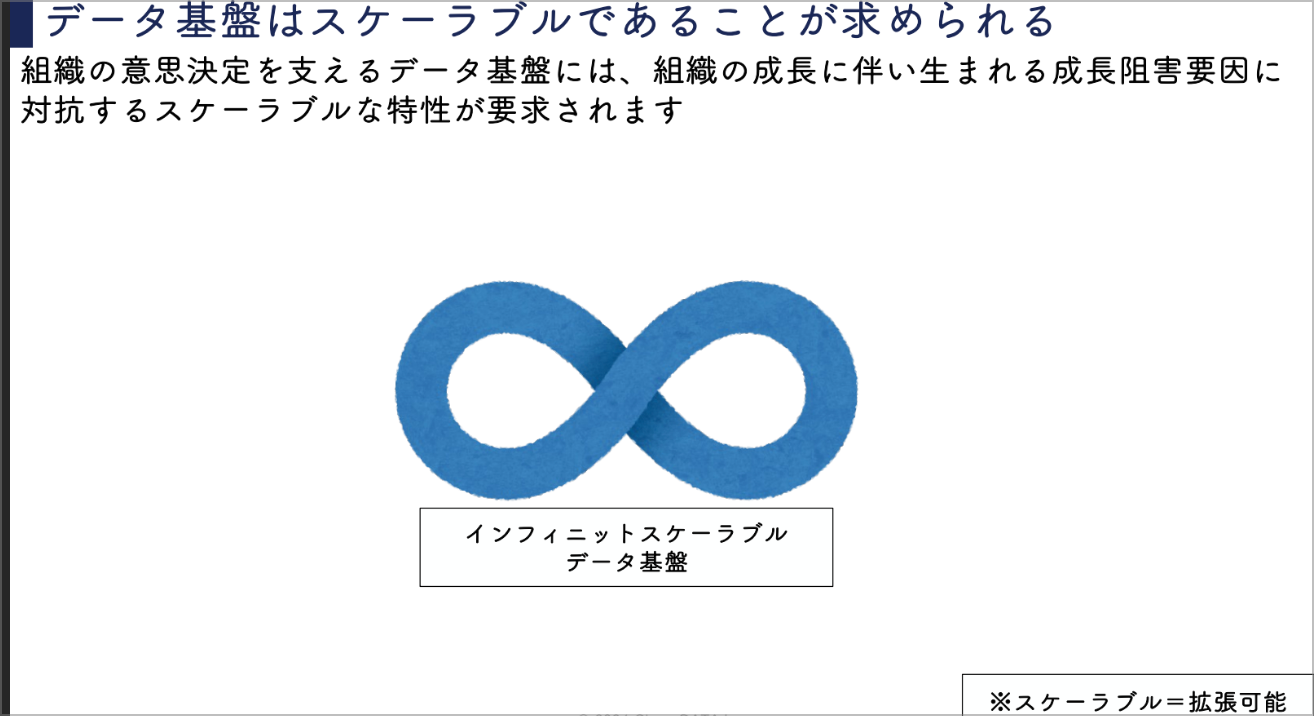 データ基盤はスケーラブルであることが求められる
組織の意思決定を支えるデータ基盤には、組織の成長に伴い生まれる成長阻害要因に
対抗するスケーラブルな特性が要求されます
インフィニットスケーラブル
データ基盤
※スケーラブル＝拡張可能